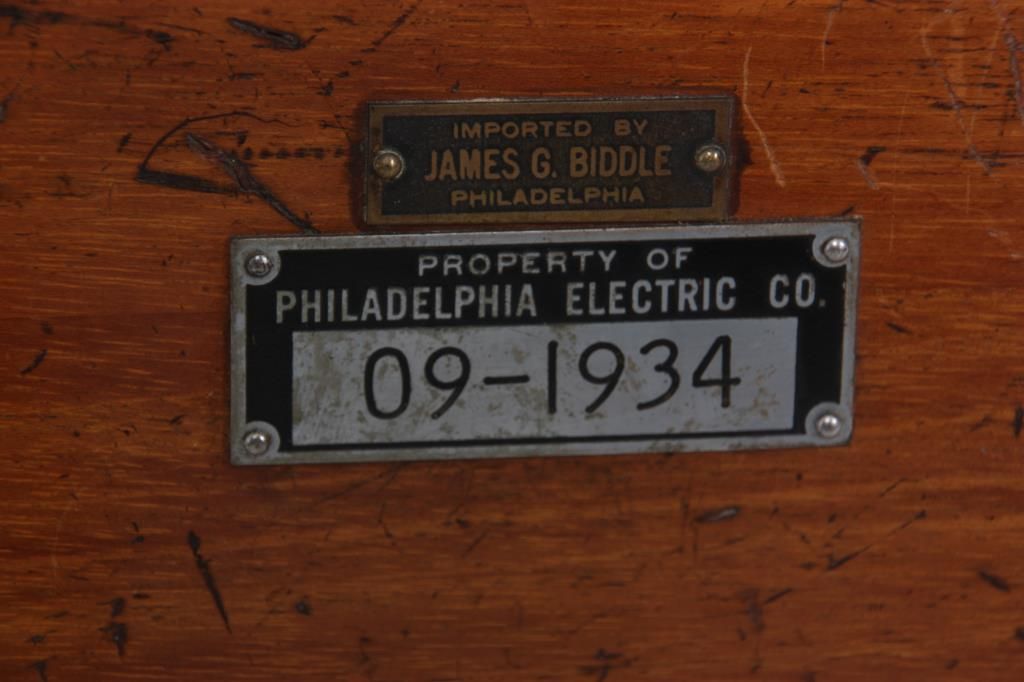 IMPORTED BY
JAMES G. BIDDLE
PHILADELPHIA
PROPERTY OF
PHILADELPHIA ELECTRIC CO.
09-1934